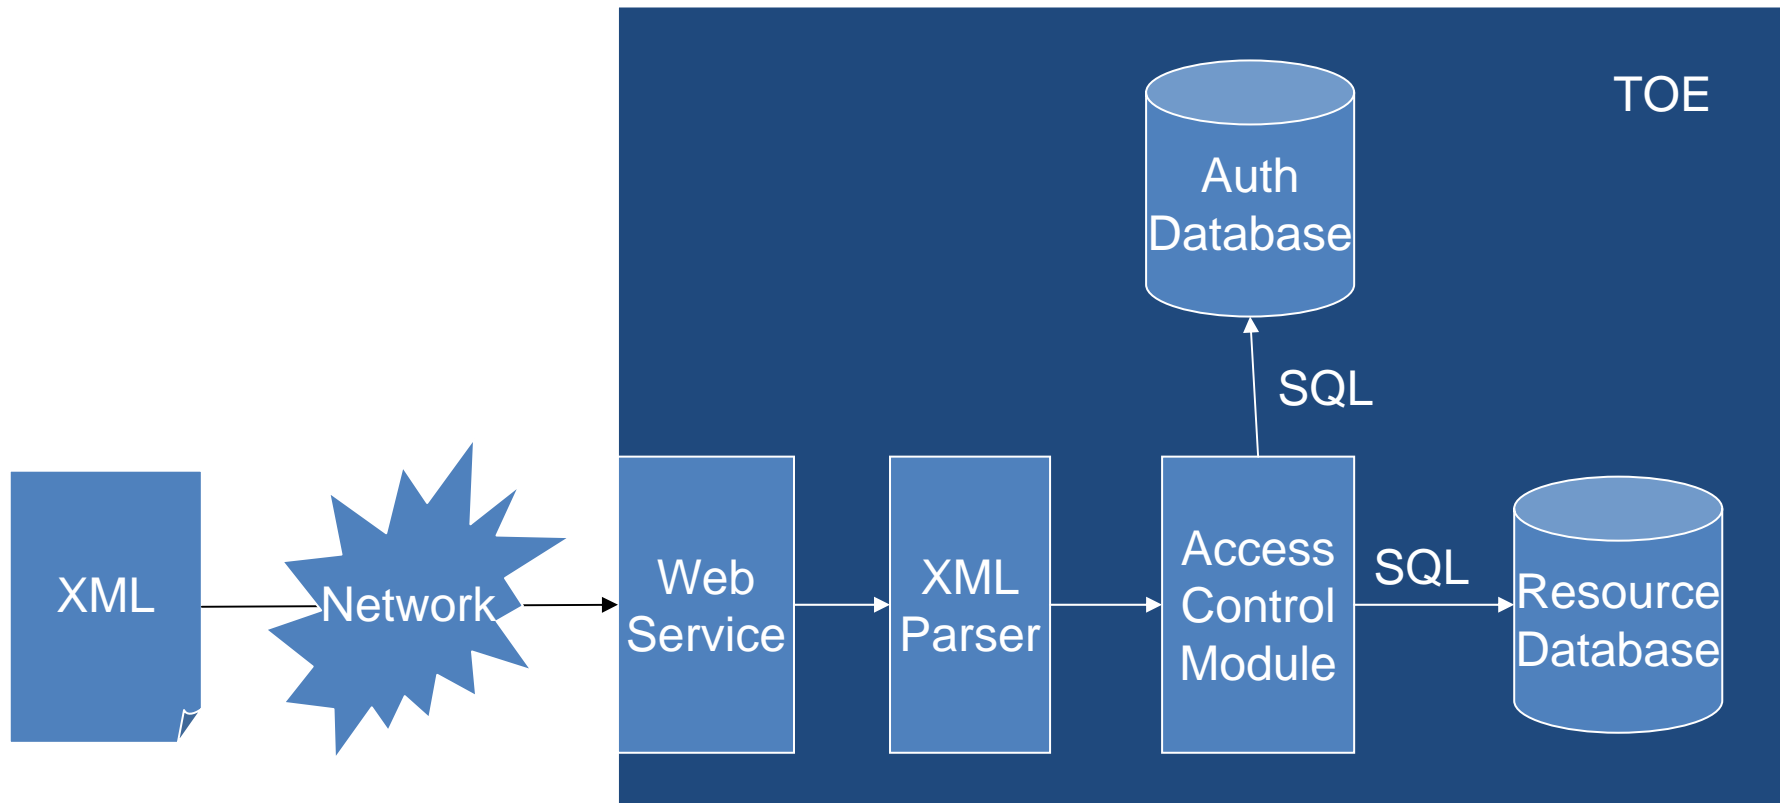 TOE
Auth
Database
SQL
XML
Network
Web
Service
XML
Parser
Access
Control
Module
SQL
Resource
Database